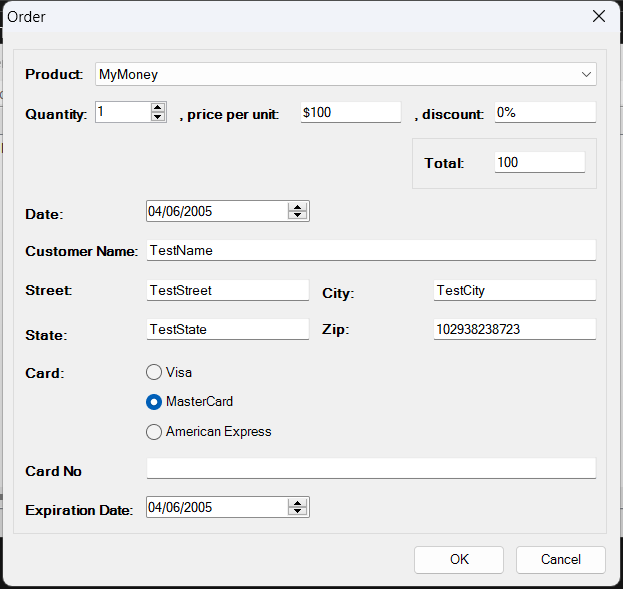 Order
Product: MyMoney
Quantity: 1 , price per unit: $100 , discount: 0%
Total: 100
Date: 04/06/2005
Customer Name: TestName
Street: TestStreet City: TestCity
State: TestState Zip: 102938238723
Card: Visa
MasterCard
American Express
Card No
Expiration Date: 04/06/2005
OK Cancel